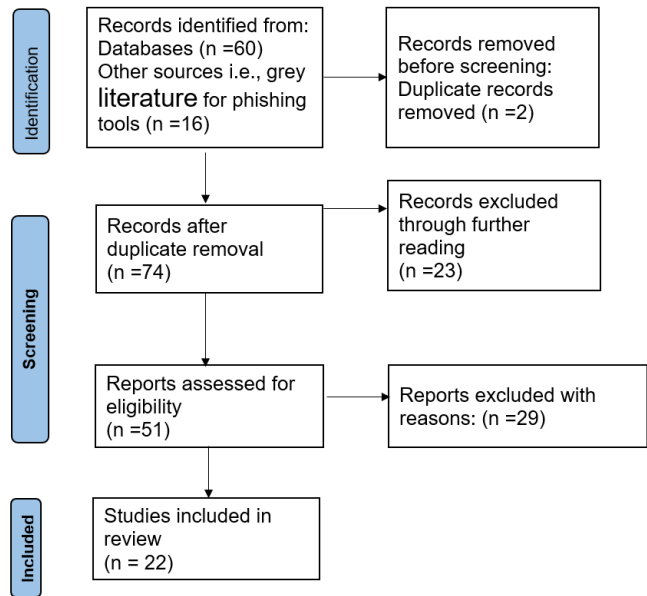 Identification
Records identified from:
Databases (n =60)
Other sources i.e., grey
literature for phishing
tools (n =16)
Records removed
before screening:
Duplicate records
removed (n =2)
Screening
Records after
duplicate removal
(n =74)
Records excluded
through further
reading
(n =23)
Reports assessed for
eligibility
(n =51)
Reports excluded with
reasons: (n =29)
Included
Studies included in
review
(n = 22)